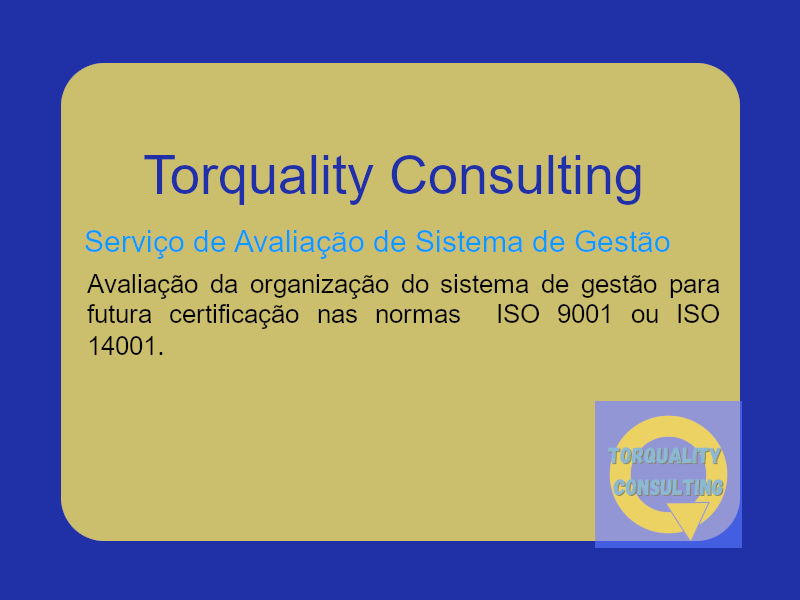 Torquality Consulting
Serviço de Avaliação de Sistema de Gestão
Avaliação da organização do sistema de gestão para
futura certificação nas normas ISO 9001 ou ISO
14001.
TORQUALITY
CONSULTING